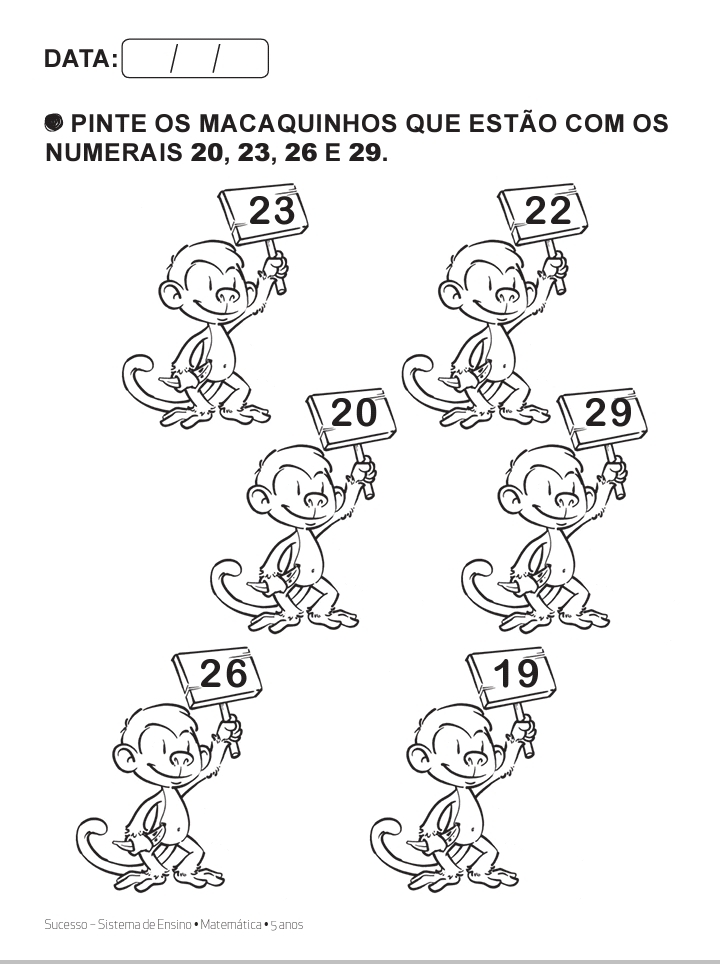 DATA: / /
● PINTE OS MACAQUINHOS QUE ESTÃO COM OS
NUMERAIS 20, 23, 26 E 29.
23
22
20
29
26
19
Sucesso – Sistema de Ensino • Matemática • 5 anos